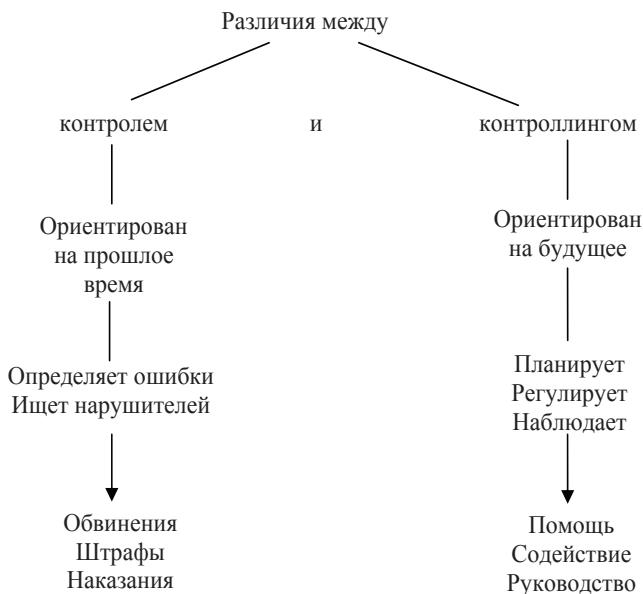 Различия между
контролем и контроллингом
Ориентирован
на прошлое
время
Определяет ошибки
Ищет нарушителей
Обвинения
Штрафы
Наказания
Ориентирован
на будущее
Планирует
Регулирует
Наблюдает
Помощь
Содействие
Руководство